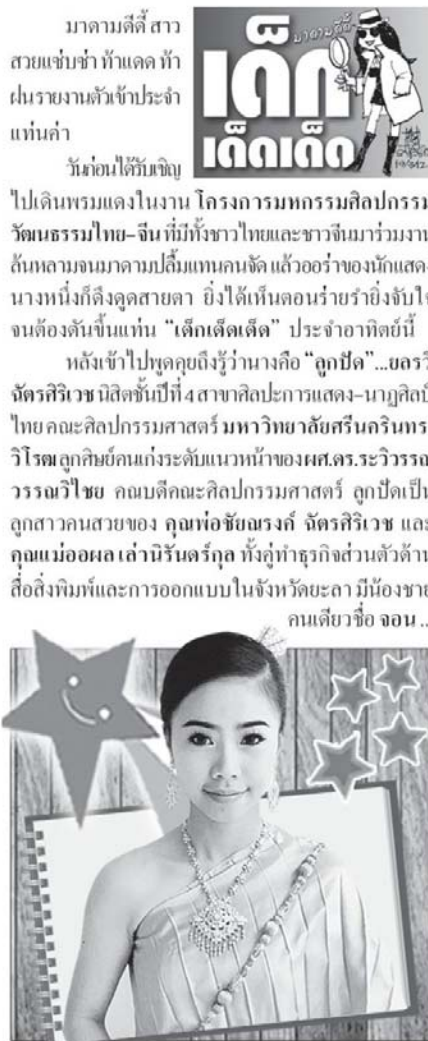 มาดามดีดี้ สาว
สวยแซ่บซ่า ท้าแดด ท้า
ฝนรายงานตัวเข้าประจำ
แท่นค่า
มาดามดีดี้
เด็ก
เด็ดเด็ด
วันก่อนได้รับเชิญ
ไปเดินพรมแดงในงาน โครงการมหกรรมศิลปกรรม
วัฒนธรรมไทย-จีน ที่มีทั้งชาวไทยและชาวจีนมาร่วมงาน
ล้นหลามจนมาดามปลื้มแทนคนจัด แล้วออร่าของนักแสดง
นางหนึ่งก็ดึงดูดสายตา ยิ่งได้เห็นตอนร่ายรำยิ่งจับใจ
จนต้องดันขึ้นแท่น “เด็กเด็ดเด็ด” ประจำอาทิตย์นี้
หลังเข้าไปพูดคุยถึงรู้ว่านางคือ “ลูกปัด”...ยลรวี
ฉัตรศิริเวช นิสิตชั้นปีที่ 4 สาขาศิลปะการแสดง-นาฏศิลป์
ไทย คณะศิลปกรรมศาสตร์ มหาวิทยาลัยศรีนครินทร
วิโรฒ ลูกศิษย์คนเก่งระดับแนวหน้าของผศ.ดร.ระวิวรรณ
วรรณวิไชย คณบดีคณะศิลปกรรมศาสตร์ ลูกปัดเป็น
ลูกสาวคนสวยของ คุณพ่อชัยณรงค์ ฉัตรศิริเวช และ
คุณแม่ออผล เล่านิรันดร์กุล ทั้งคู่ทำธุรกิจส่วนตัวด้าน
สื่อสิ่งพิมพ์และการออกแบบในจังหวัดยะลา มีน้องชาย
คนเดียวชื่อ จอน ..